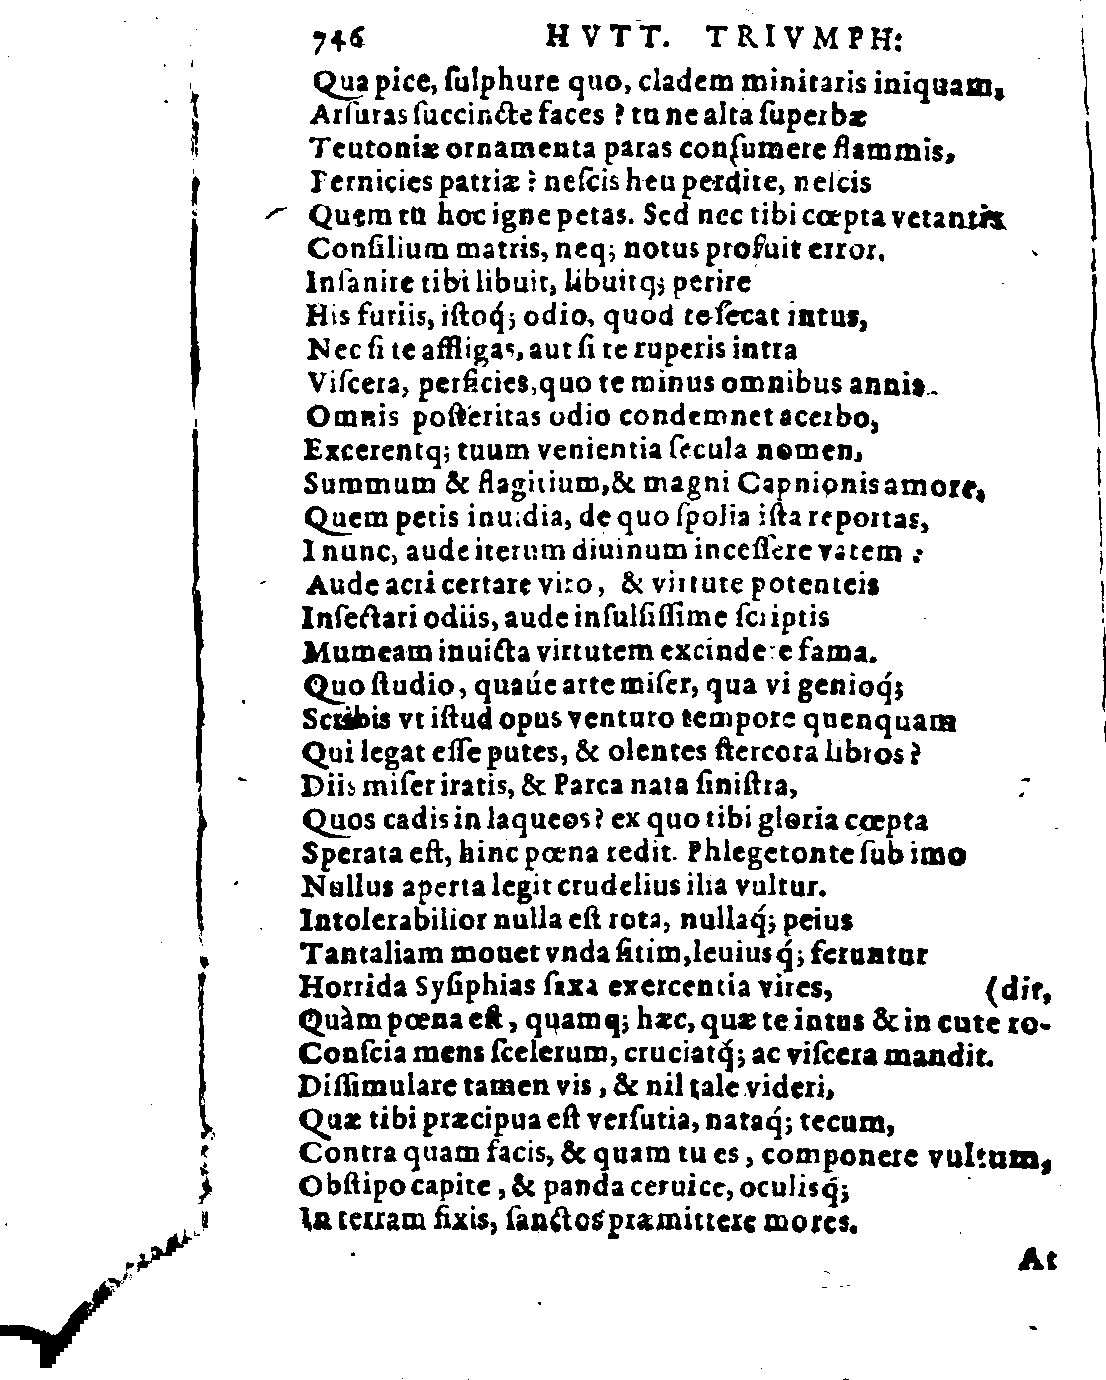 746 HVTT. TRIVMPH:
Qua pice, ſulphure quo, cladem minitaris iniquam,
Arſuras ſuccincte faces ? tu ne alta ſuperbæ
Teutoniæ ornamenta paras conſumere flammis,
Pernicies patriæ ? neſcis heu perdite, neſcis
Quem tu hoc igne petas. Sed nec tibi cœpta vetantis
Conſilium matris, neq; notus profuit error.
Inſanire tibi libuit, libuitq; perire
His furiis, iſtoq́; odio, quod te ſecat intus,
Nec ſi te affligas, aut ſi te ruperis intra
Viſcera, perficies, quo te minus omnibus annis
Omnis poſteritas odio condemnet acerbo,
Excerentq; tuum venientia ſecula nomen,
Summum & flagitium, & magni Capnionis amore,
Quem petis inuidia, de quo ſpolia iſta reportas,
I nunc, aude iterum diuinum inceſſere vatem :
Aude acri certare viro, & virtute potenteis
Inſectari odiis, aude inſulſiſſime ſcriptis
Mumeam inuicta virtutem excindere fama.
Quo ſtudio, quaúe arte miſer, qua vi genioq́;
Scribis vt iſtud opus venturo tempore quenquam
Qui legat eſſe putes, & olentes ſtercora libros ?
Diis miſer iratis, & Parca nata ſiniſtra,
Quos cadis in laqueos? ex quo tibi gloria cœpta
Sperata eſt, hinc pœna redit. Phlegetonte ſub imo
Nullus aperta legit crudelius ilia vultur.
Intolerabilior nulla eſt rota, nullaq́; peius
Tantaliam mouet vnda ſitim, leuiusq́; feruntur
Horrida Syſiphias ſaxa exercentia vires, (dit,
Quàm pœna eſt, quamq; hæc, quæ te intus & in cute ro-
Conſcia mens ſcelerum, cruciatq́; ac viſcera mandit.
Diſſimulare tamen vis, & nil tale videri,
Quæ tibi præcipua eſt verſutia, nataq́; tecum,
Contra quam facis, & quam tu es, componere vultum,
Obſtipo capite, & panda ceruice, oculisq́;
In terram fixis, ſanctos præmittere mores.
At